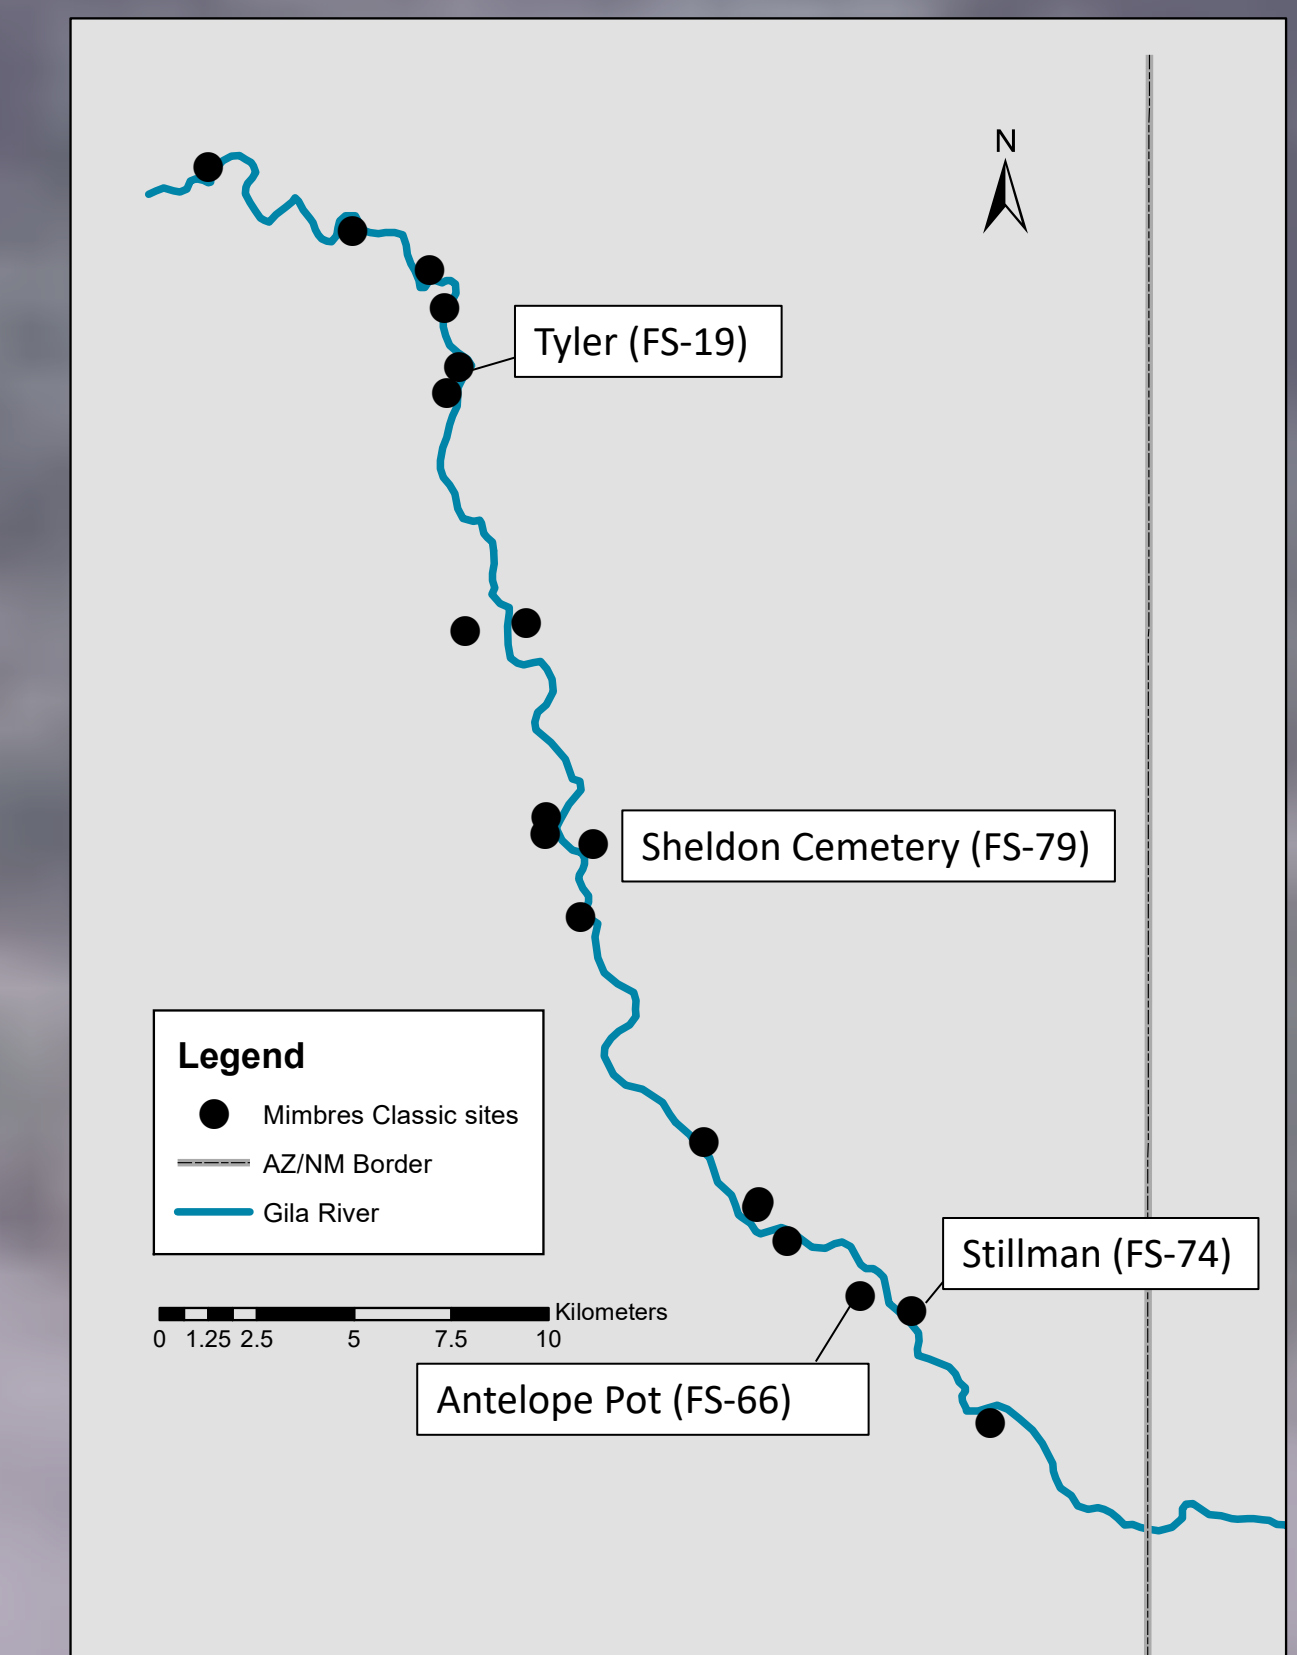 N
Tyler (FS-19)
Sheldon Cemetery (FS-79)
Legend
Mimbres Classic sites
AZ/NM Border
Gila River
Stillman (FS-74)
Kilometers
0 1.25 2.5 5 7.5 10
Antelope Pot (FS-66)